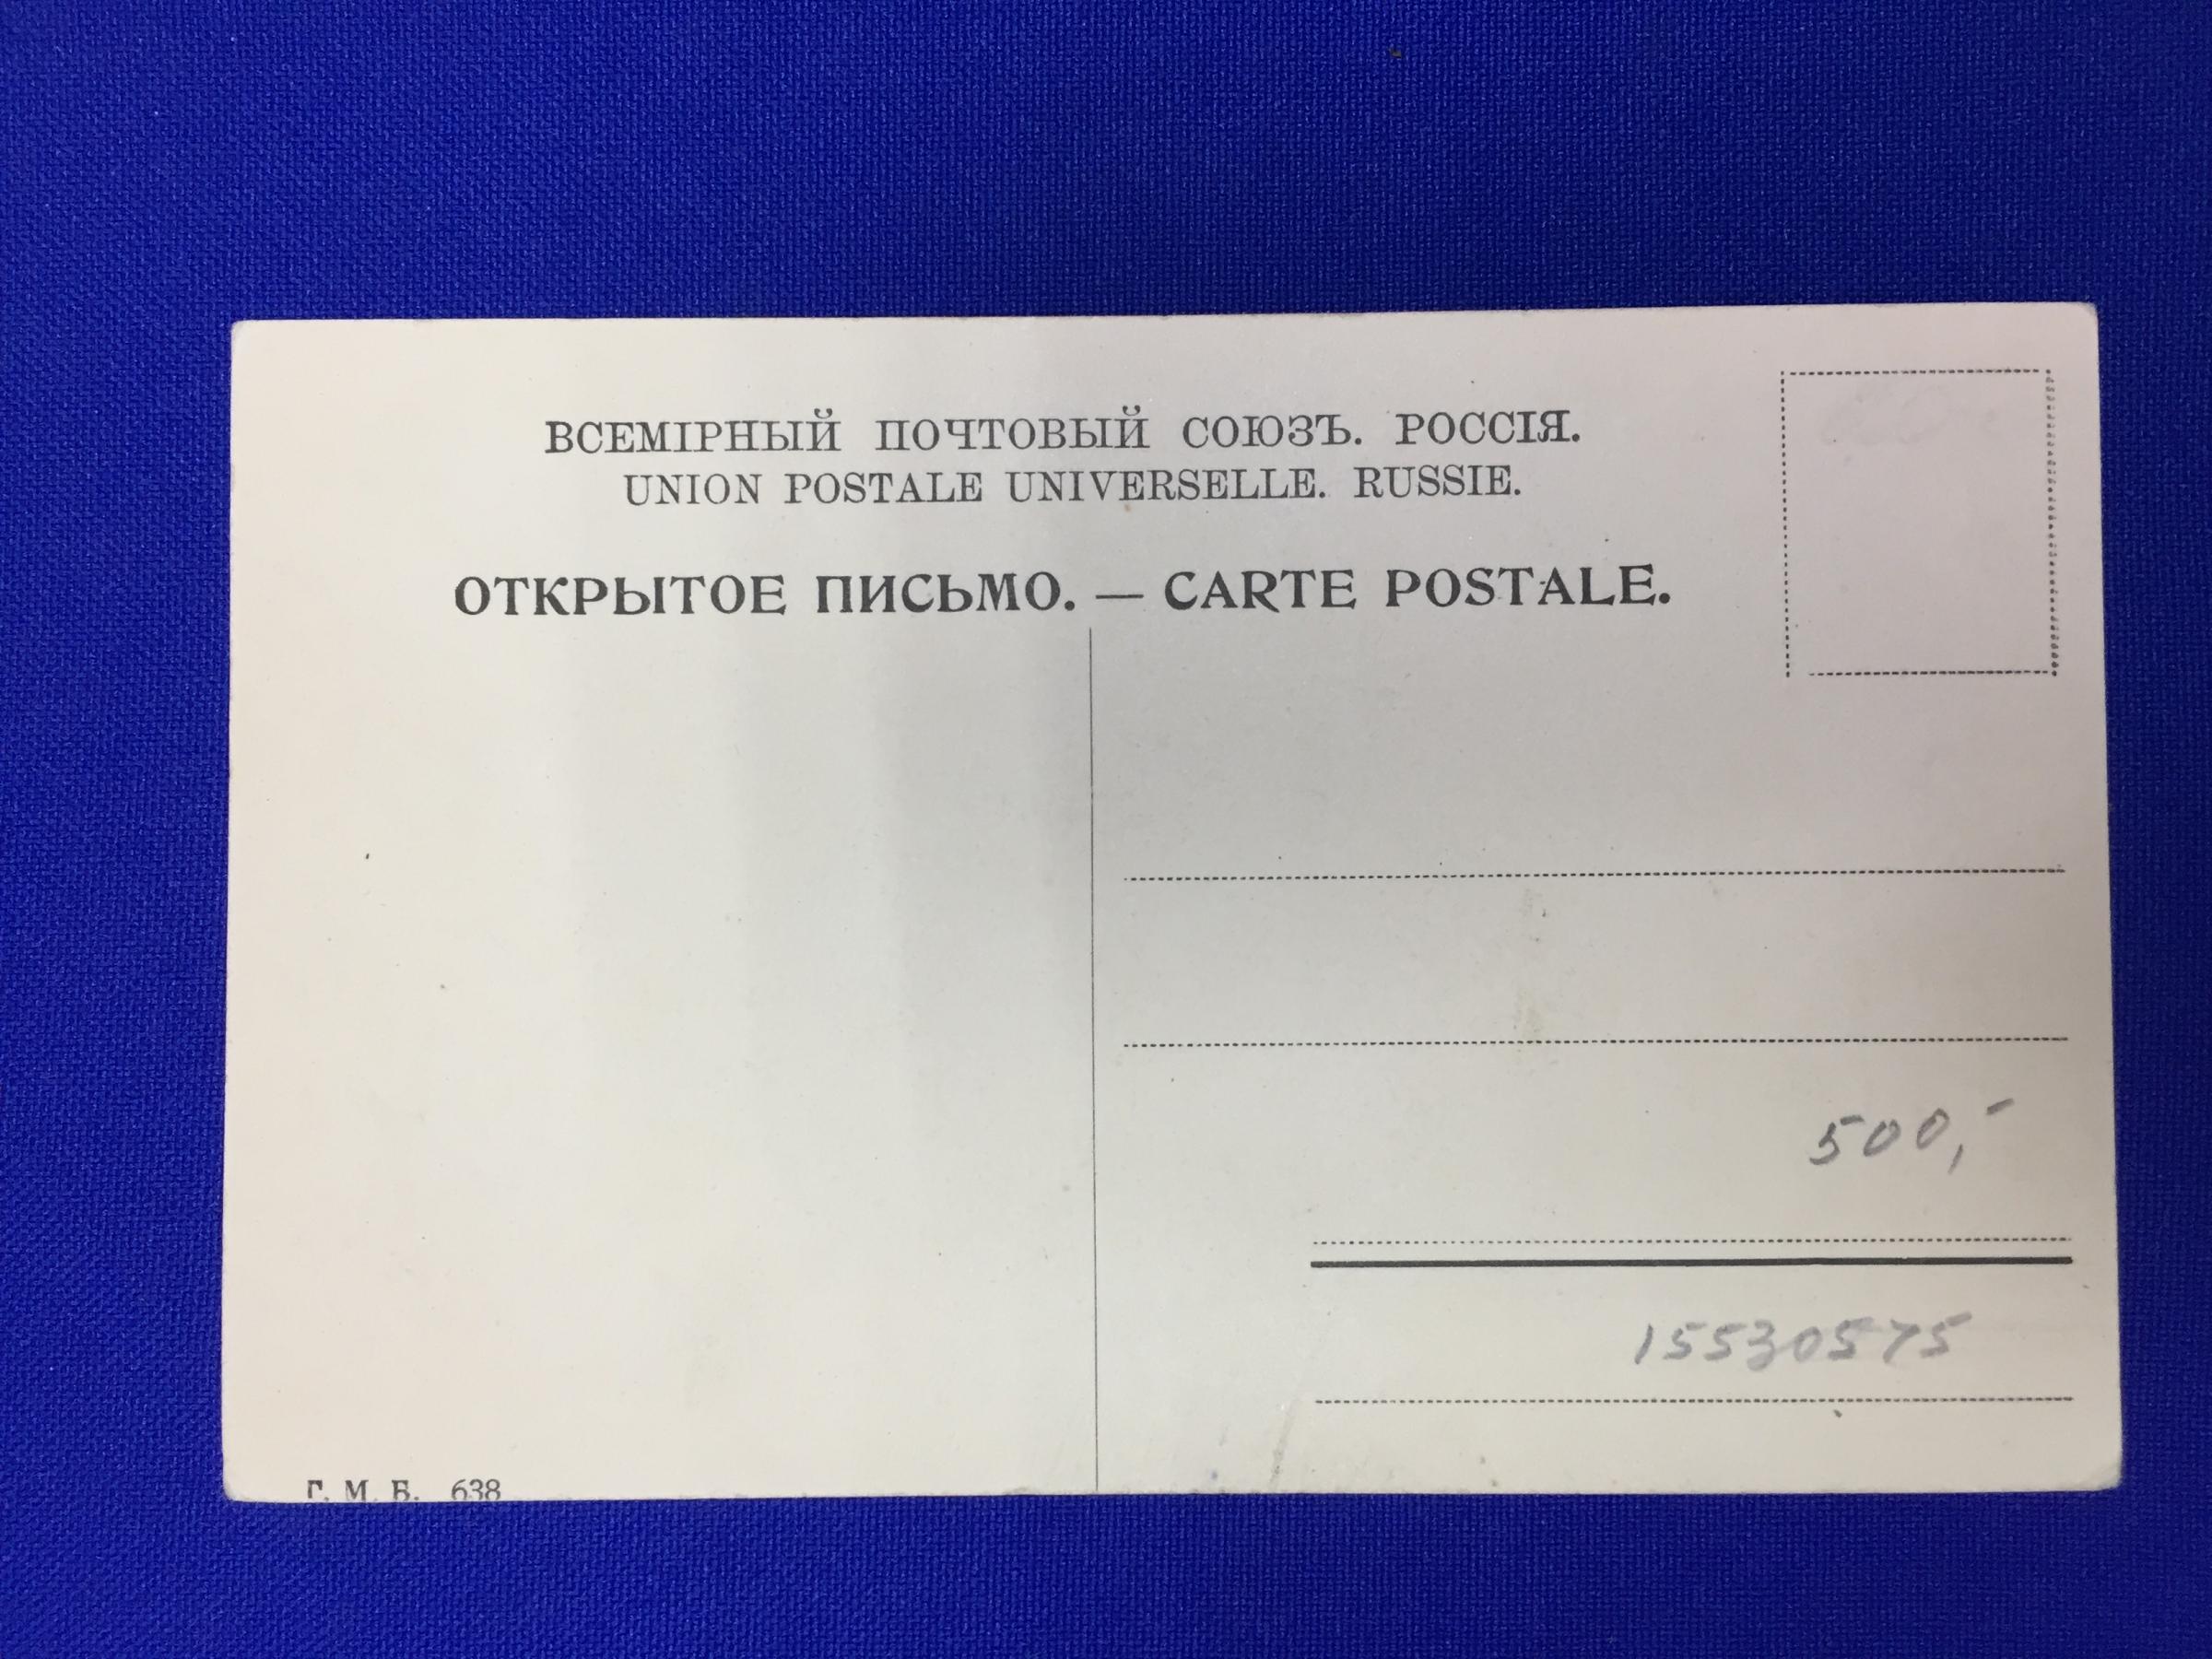 ВСЕМІРНЫЙ ПОЧТОВЫЙ СОЮЗЪ. РОССІЯ.
UNION POSTALE UNIVERSELLE. RUSSIE.
ОТКРЫТОЕ ПИСЬМО. — CARTE POSTALE.
500,-
15530575
Г. М. Б. 638